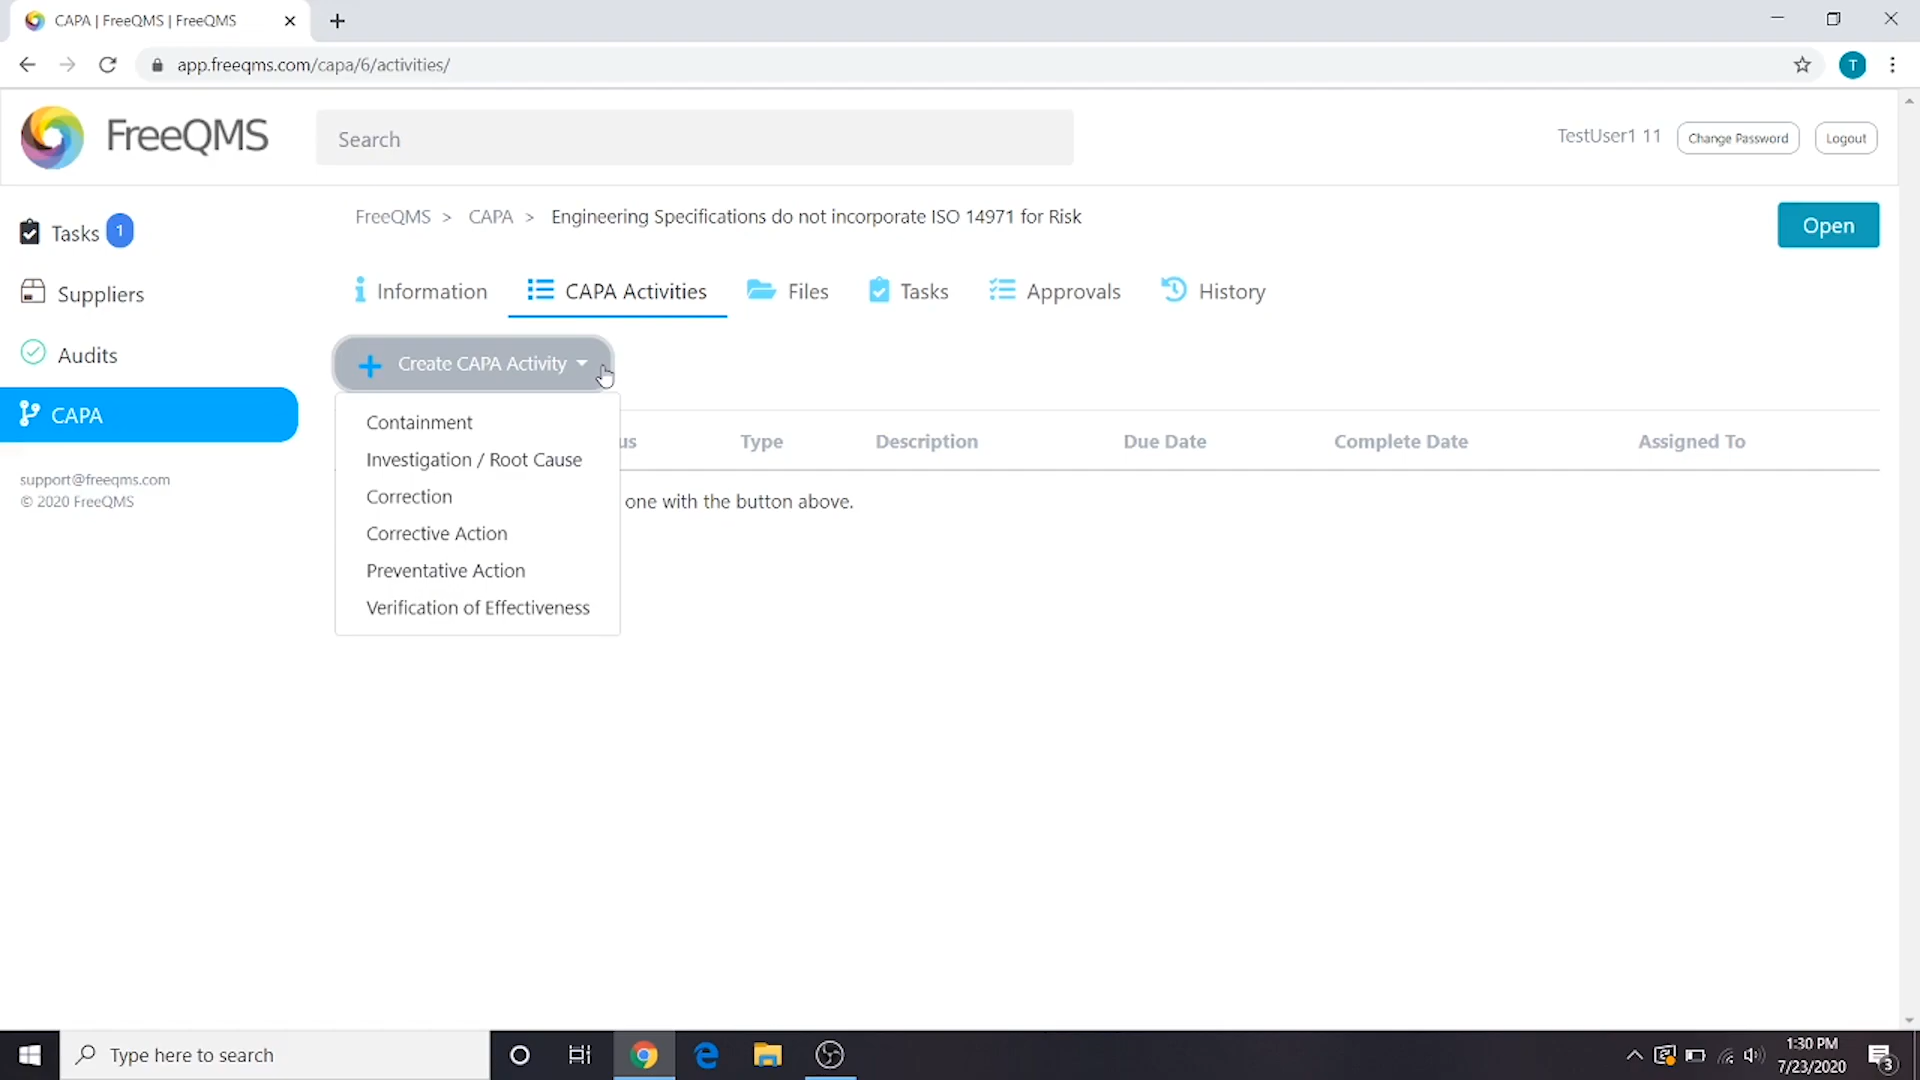 CAPA | FreeQMS | FreeQMS
app.freeqms.com/capa/6/activities/
T
FreeQMS
Search
TestUser1 11
Change Password
Logout
Tasks 1
Suppliers
Audits
CAPA
support@freeqms.com
© 2020 FreeQMS
FreeQMS > CAPA > Engineering Specifications do not incorporate ISO 14971 for Risk
Open
Information
CAPA Activities
Files
Tasks
Approvals
History
Create CAPA Activity
Containment
Investigation / Root Cause
Correction
Corrective Action
Preventative Action
Verification of Effectiveness
us Type Description Due Date Complete Date Assigned To
one with the button above.
Type here to search
1:30 PM
7/23/2020
3